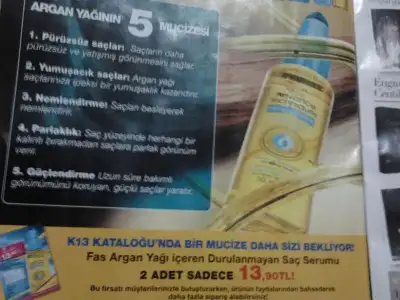 ARGAN YAĞININ 5 MUCİZESİ
1. Pürüzsüz saçlar: Saçların daha
pürüzsüz ve yatışmış görünmesini sağlar.
2. Yumuşacık saçlar: Argan yağı
saçlarınıza ipeksi bir yumuşaklık kazandırır.
3. Nemlendirme: Saçları besleyerek
nemlendirir.
4. Parlaklık: Saç yüzeyinde herhangi bir
kalıntı bırakmadan saçlara parlak görünüm
verir.
5. Güçlendirme Uzun süre bakımlı
görünümünü koruyan, güçlü saçlar yaratır.
K13 KATALOĞU'NDA BİR MUCİZE DAHA SİZİ BEKLİYOR!
Fas Argan Yağı içeren Durulanmayan Saç Serumu
2 ADET SADECE 13,90TL!
Bu fırsatı müşterilerinizle buluştururken, ürünün faydalarından bahsederek
daha fazla sipariş alabilirsiniz!